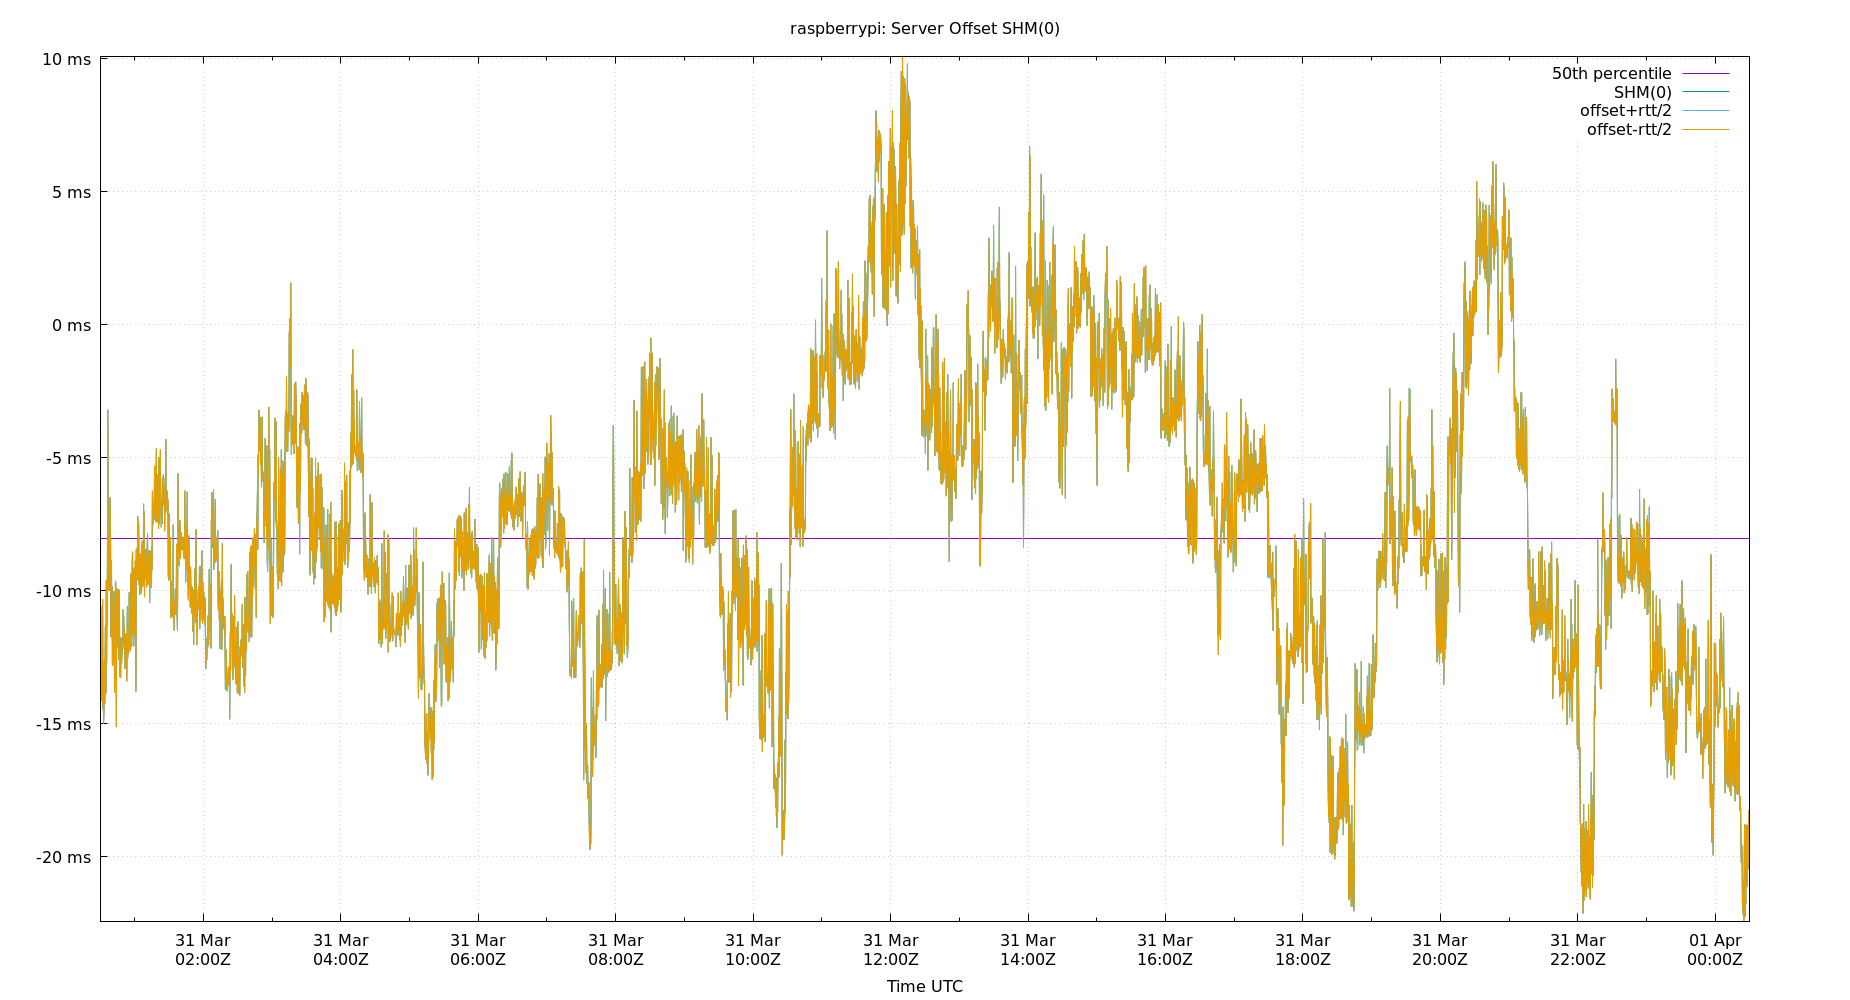 raspberrypi: Server Offset SHM(0)
10 ms
5 ms
0 ms
-5 ms
-10 ms
-15 ms
-20 ms
50th percentile
SHM(0)
offset+rtt/2
offset-rtt/2
31 Mar
02:00Z
31 Mar
04:00Z
31 Mar
06:00Z
31 Mar
08:00Z
31 Mar
10:00Z
31 Mar
12:00Z
31 Mar
14:00Z
31 Mar
16:00Z
31 Mar
18:00Z
31 Mar
20:00Z
31 Mar
22:00Z
01 Apr
00:00Z
Time UTC